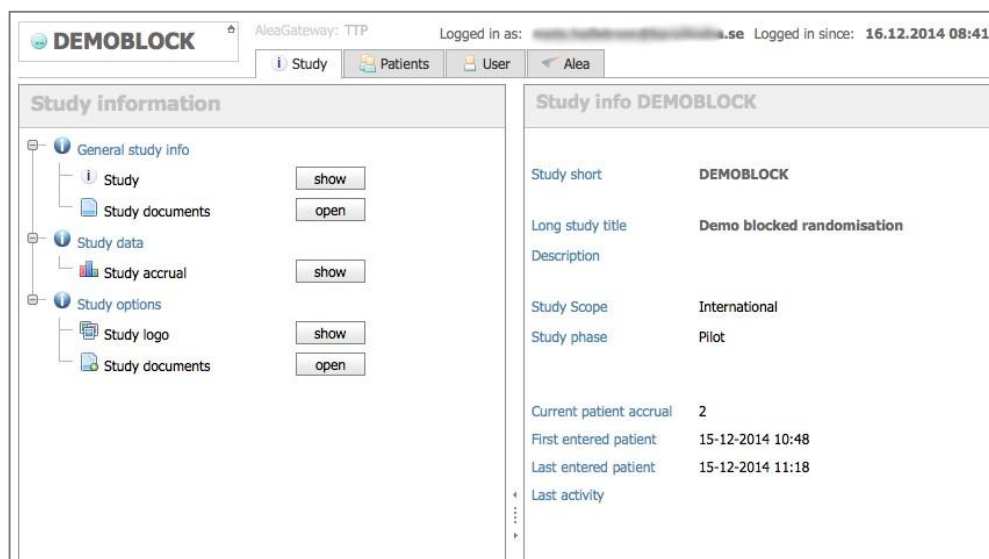 DEMOBLOCK
AleaGateway: TTP
Logged in as: .se Logged in since: 16.12.2014 08:41
Study Patients User Alea
Study information
General study info
Study show
Study documents open
Study data
Study accrual show
Study options
Study logo show
Study documents open
Study info DEMOBLOCK
Study short DEMOBLOCK
Long study title Demo blocked randomisation
Description
Study Scope International
Study phase Pilot
Current patient accrual 2
First entered patient 15-12-2014 10:48
Last entered patient 15-12-2014 11:18
Last activity